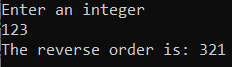 Enter an integer
123
The reverse order is: 321